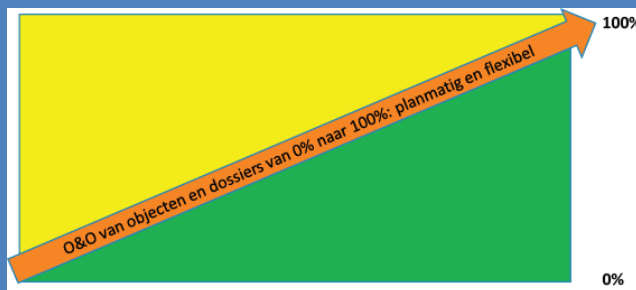 100%
O&O van objecten en dossiers van 0% naar 100%: planmatig en flexibel
0%